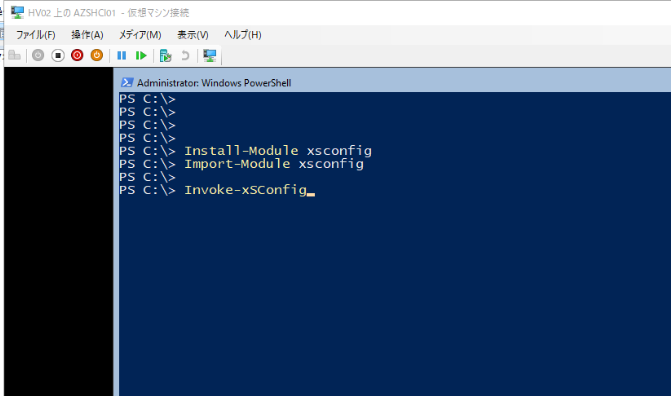 HV02 上の AZSHCI01 - 仮想マシン接続
ファイル(F) 操作(A) メディア(M) 表示(V) ヘルプ(H)
Administrator: Windows PowerShell
PS C:\>
PS C:\>
PS C:\>
PS C:\>
PS C:\> Install-Module xsconfig
PS C:\> Import-Module xsconfig
PS C:\>
PS C:\> Invoke-xSConfig